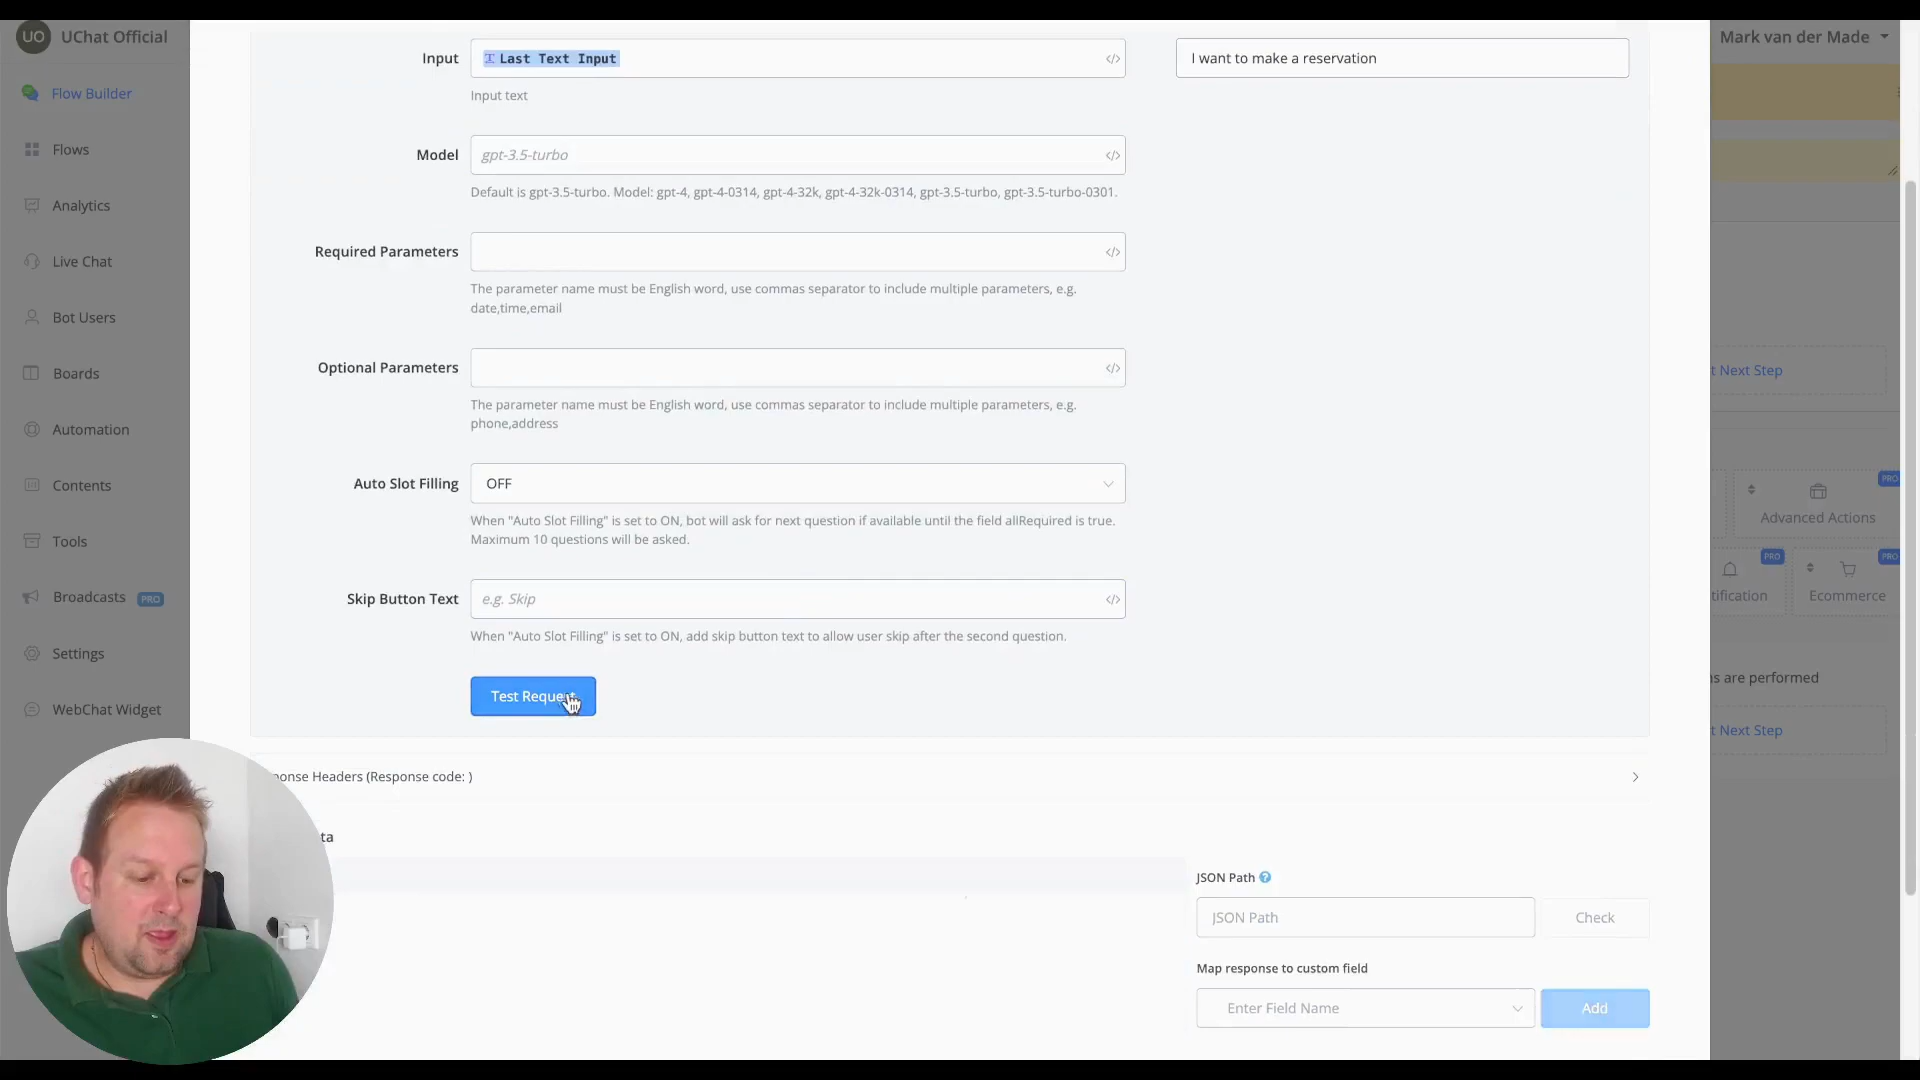 UO UChat Official
Mark van der Made
Flow Builder
Flows
Analytics
Live Chat
Bot Users
Boards
Automation
Contents
Tools
Broadcasts PRO
Settings
WebChat Widget
Input
Last Text Input
</>
I want to make a reservation
Input text
Model
gpt-3.5-turbo
</>
Default is gpt-3.5-turbo. Model: gpt-4, gpt-4-0314, gpt-4-32k, gpt-4-32k-0314, gpt-3.5-turbo, gpt-3.5-turbo-0301.
Required Parameters
</>
The parameter name must be English word, use commas separator to include multiple parameters, e.g.
date,time,email
Optional Parameters
</>
The parameter name must be English word, use commas separator to include multiple parameters, e.g.
phone,address
Auto Slot Filling
OFF
When "Auto Slot Filling" is set to ON, bot will ask for next question if available until the field allRequired is true.
Maximum 10 questions will be asked.
Skip Button Text
e.g. Skip
</>
When "Auto Slot Filling" is set to ON, add skip button text to allow user skip after the second question.
Test Request
ponse Headers (Response code: )
ta
JSON Path
JSON Path
Check
Map response to custom field
Enter Field Name
Add
t Next Step
PRO
Advanced Actions
PRO
PRO
tification
Ecommerce
s are performed
t Next Step